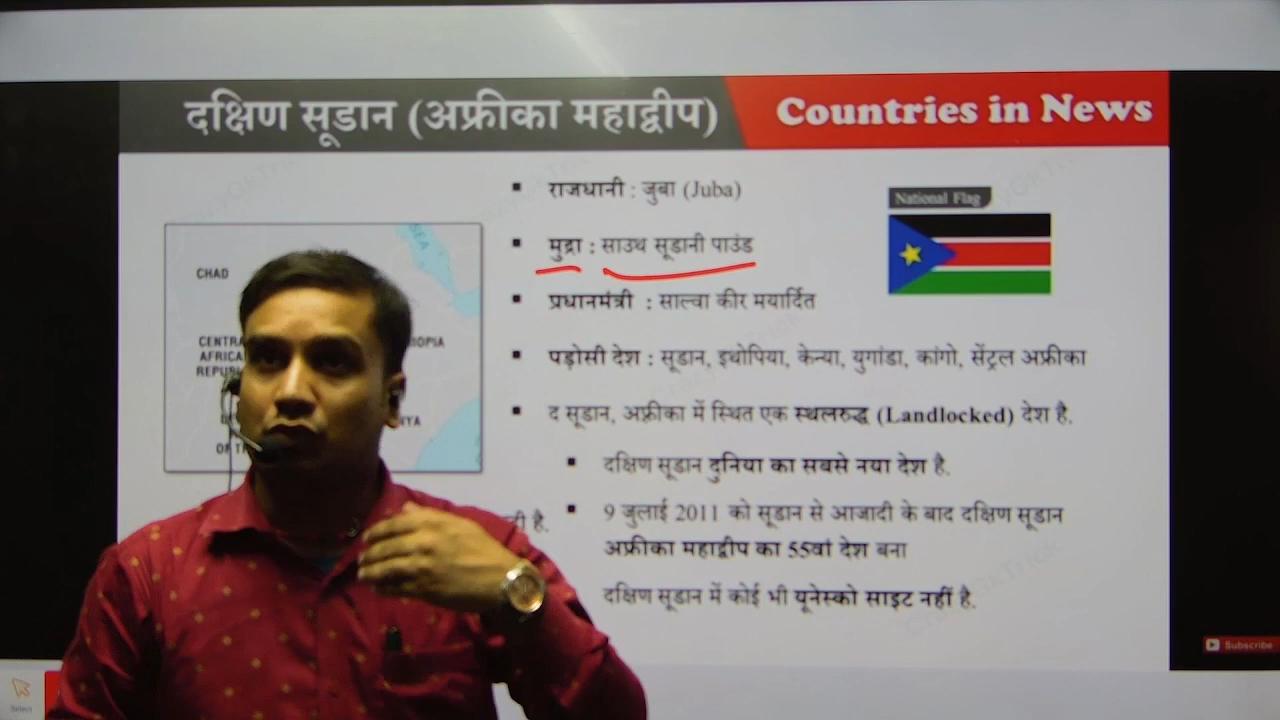 दक्षिण सूडान (अफ्रीका महाद्वीप)
Countries in News
राजधानी : जुबा (Juba)
National Flag
मुद्रा : साउथ सूडानी पाउंड
प्रधानमंत्री : साल्वा कीर मयार्दित
पड़ोसी देश : सूडान, इथोपिया, केन्या, युगांडा, कांगो, सेंट्रल अफ्रीका
द सूडान, अफ्रीका में स्थित एक स्थलरुद्ध (Landlocked) देश है.
दक्षिण सूडान दुनिया का सबसे नया देश है.
9 जुलाई 2011 को सूडान से आजादी के बाद दक्षिण सूडान
अफ्रीका महाद्वीप का 55वां देश बना
दक्षिण सूडान में कोई भी यूनेस्को साइट नहीं है.
है.
SEA
CHAD
Subscribe
Select